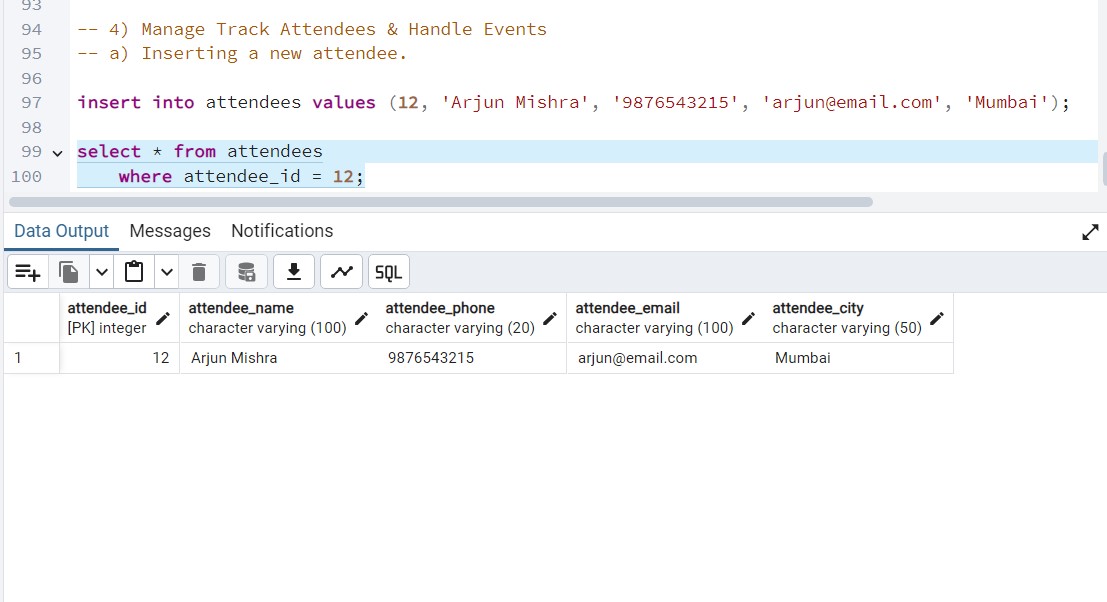 93
94 -- 4) Manage Track Attendees & Handle Events
95 -- a) Inserting a new attendee.
96
97 insert into attendees values (12, 'Arjun Mishra', '9876543215', 'arjun@email.com', 'Mumbai');
98
99 select * from attendees
100 where attendee_id = 12;
Data Output Messages Notifications
SQL
attendee_id attendee_name attendee_phone attendee_email attendee_city
[PK] integer character varying (100) character varying (20) character varying (100) character varying (50)
1 12 Arjun Mishra 9876543215 arjun@email.com Mumbai